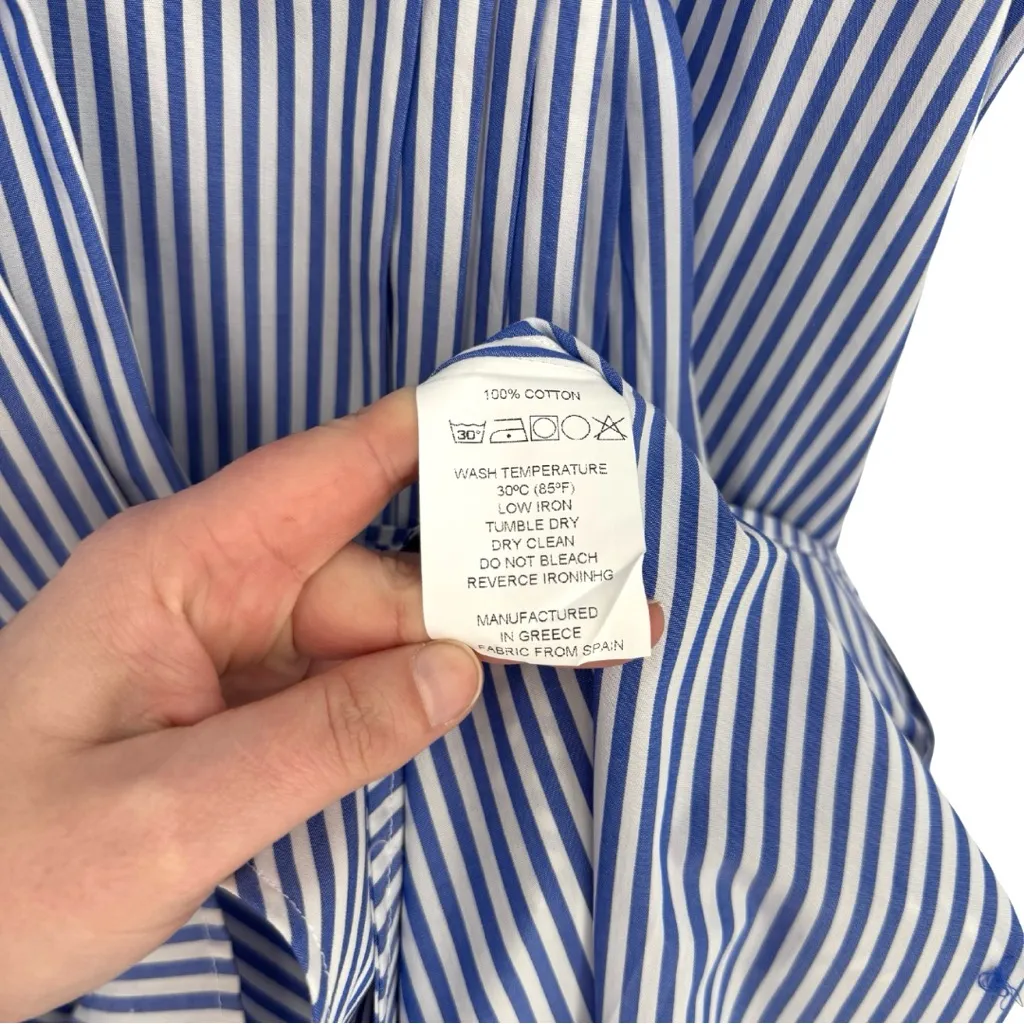 100% COTTON
30°
WASH TEMPERATURE
30ºC (85ºF)
LOW IRON
TUMBLE DRY
DRY CLEAN
DO NOT BLEACH
REVERCE IRONINHG
MANUFACTURED
IN GREECE
FABRIC FROM SPAIN